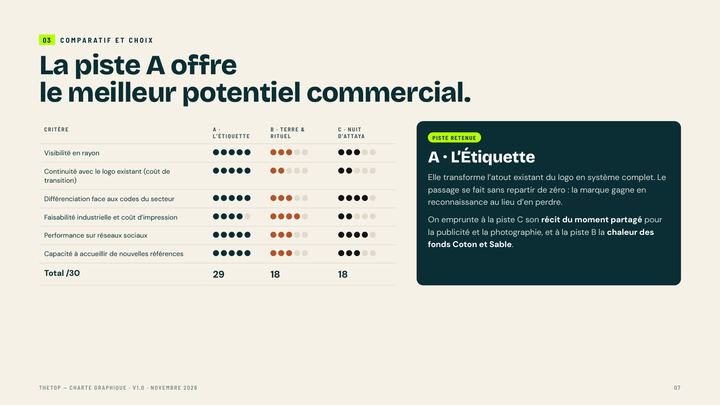 03 COMPARATIF ET CHOIX
La piste A offre
le meilleur potentiel commercial.
CRITÈRE
A ·
L'ÉTIQUETTE
B · TERRE &
RITUEL
C · NUIT
D'ATTAYA
Visibilité en rayon
Continuité avec le logo existant (coût de
transition)
Différenciation face aux codes du secteur
Faisabilité industrielle et coût d'impression
Performance sur réseaux sociaux
Capacité à accueillir de nouvelles références
Total /30 29 18 18
PISTE RETENUE
A · L'Étiquette
Elle transforme l'atout existant du logo en système complet. Le
passage se fait sans repartir de zéro : la marque gagne en
reconnaissance au lieu d'en perdre.
On emprunte à la piste C son récit du moment partagé pour
la publicité et la photographie, et à la piste B la chaleur des
fonds Coton et Sable.
THETOP — CHARTE GRAPHIQUE · V1.0 · NOVEMBRE 2026
07